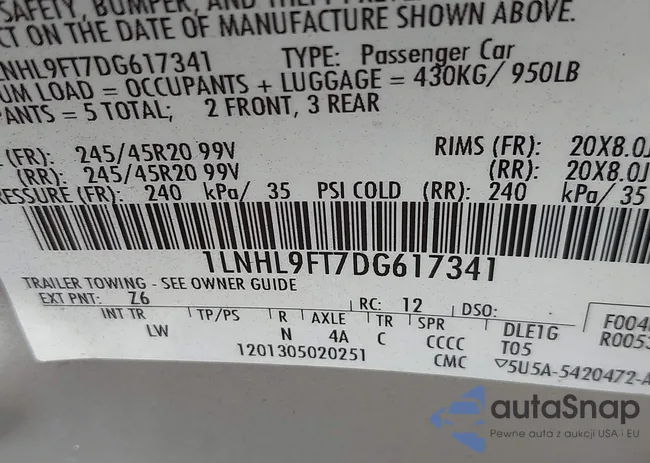 SAFETY, BUMPER, AND THEFT PREV
CT ON THE DATE OF MANUFACTURE SHOWN ABOVE.
NHL9FT7DG617341 TYPE: Passenger Car
UM LOAD = OCCUPANTS + LUGGAGE = 430KG/ 950LB
PANTS = 5 TOTAL; 2 FRONT, 3 REAR
(FR): 245/45R20 99V RIMS (FR): 20X8.0J
(RR): 245/45R20 99V (RR): 20X8.0J
ESSURE (FR): 240 kPa/ 35 PSI COLD (RR): 240 kPa/ 35
1LNHL9FT7DG617341
TRAILER TOWING - SEE OWNER GUIDE
EXT PNT: Z6 RC: 12 DSO:
INT TR TP/PS R AXLE TR SPR DLE1G F004
LW N 4A C CCCC T05 R0053
1201305020251 CMC 5U5A-5420472-A
autaSnap
Pewne auta z aukcji USA i EU